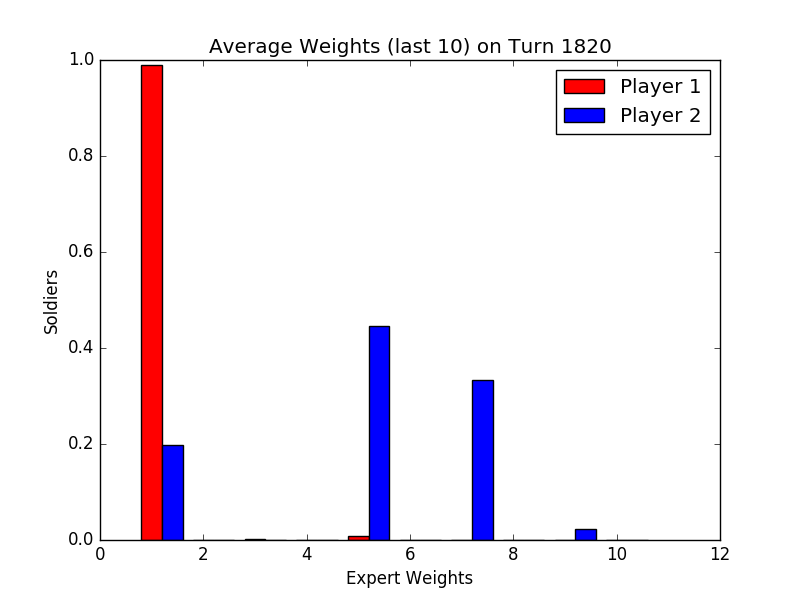 Average Weights (last 10) on Turn 1820
Player 1
Player 2
1.0
0.8
0.6
0.4
0.2
0.0
Soldiers
0 2 4 6 8 10 12
Expert Weights